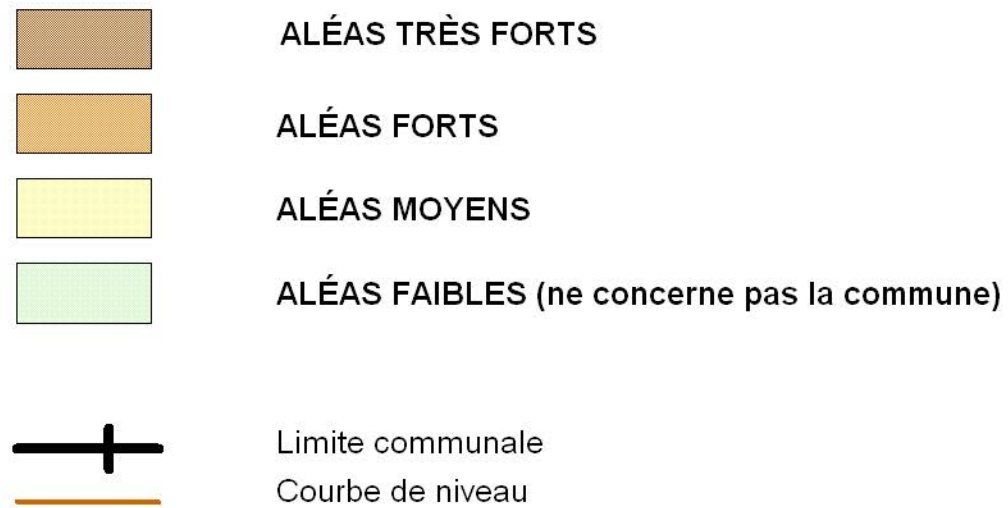 ALÉAS TRÈS FORTS
ALÉAS FORTS
ALÉAS MOYENS
ALÉAS FAIBLES (ne concerne pas la commune)
Limite communale
Courbe de niveau